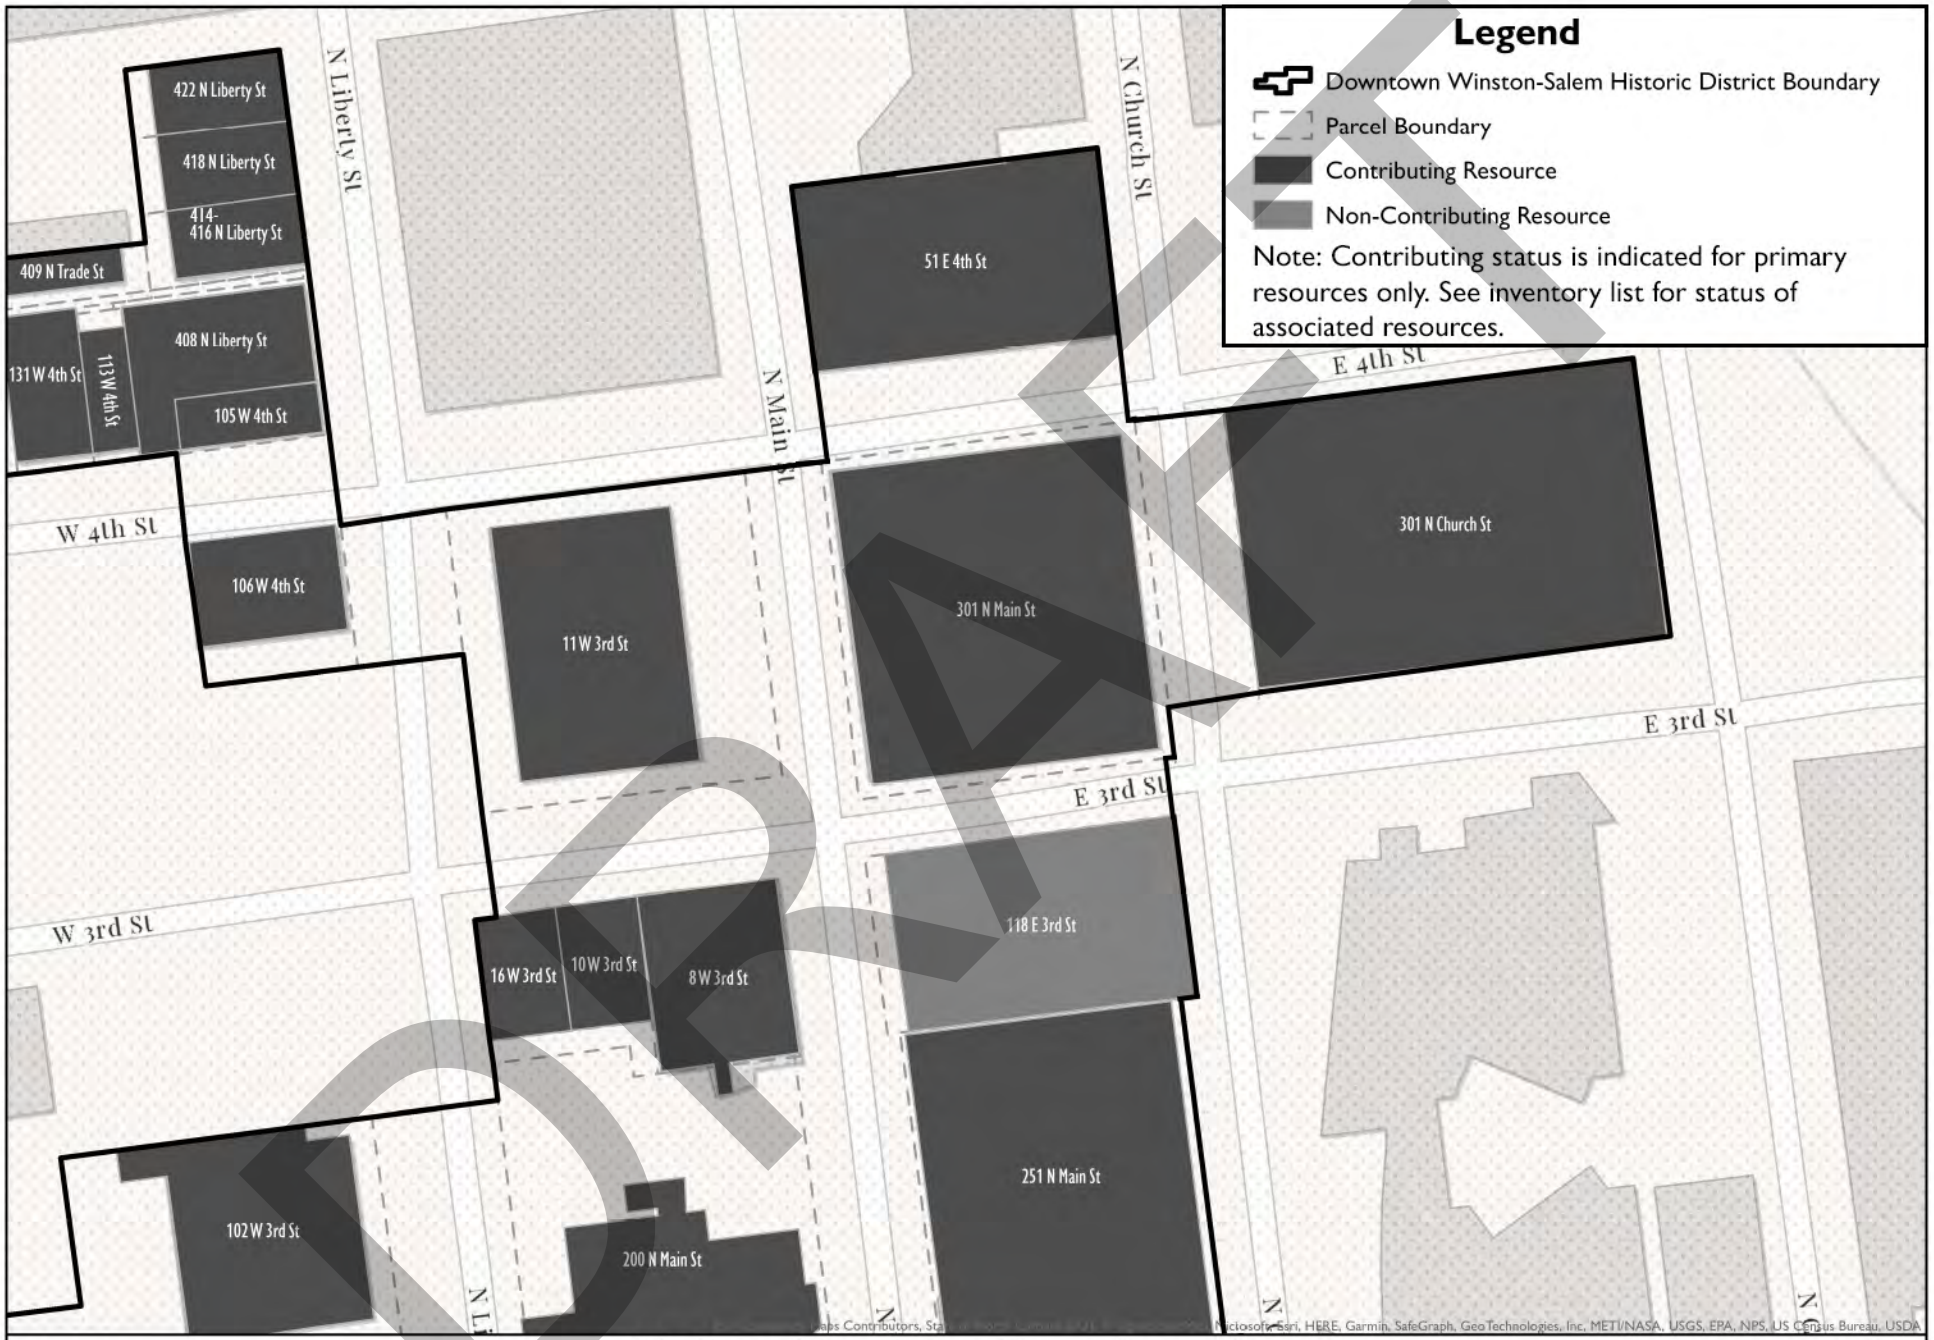 Legend
Downtown Winston-Salem Historic District Boundary
Parcel Boundary
Contributing Resource
Non-Contributing Resource
Note: Contributing status is indicated for primary
resources only. See inventory list for status of
associated resources.
422 N Liberty St
418 N Liberty St
414-
416 N Liberty St
409 N Trade St
408 N Liberty St
131 W 4th St
113 W 4th St
105 W 4th St
N Liberty St
N Main St
N Church St
51 E 4th St
E 4th St
W 4th St
106 W 4th St
11 W 3rd St
301 N Main St
301 N Church St
E 3rd St
E 3rd St
W 3rd St
16 W 3rd St
10 W 3rd St
8 W 3rd St
118 E 3rd St
251 N Main St
102 W 3rd St
200 N Main St
N Li
N
N
N
DRAFT
Maps Contributors, Microsoft, Esri, HERE, Garmin, SafeGraph, GeoTechnologies, Inc, METI/NASA, USGS, EPA, NPS, US Census Bureau, USDA